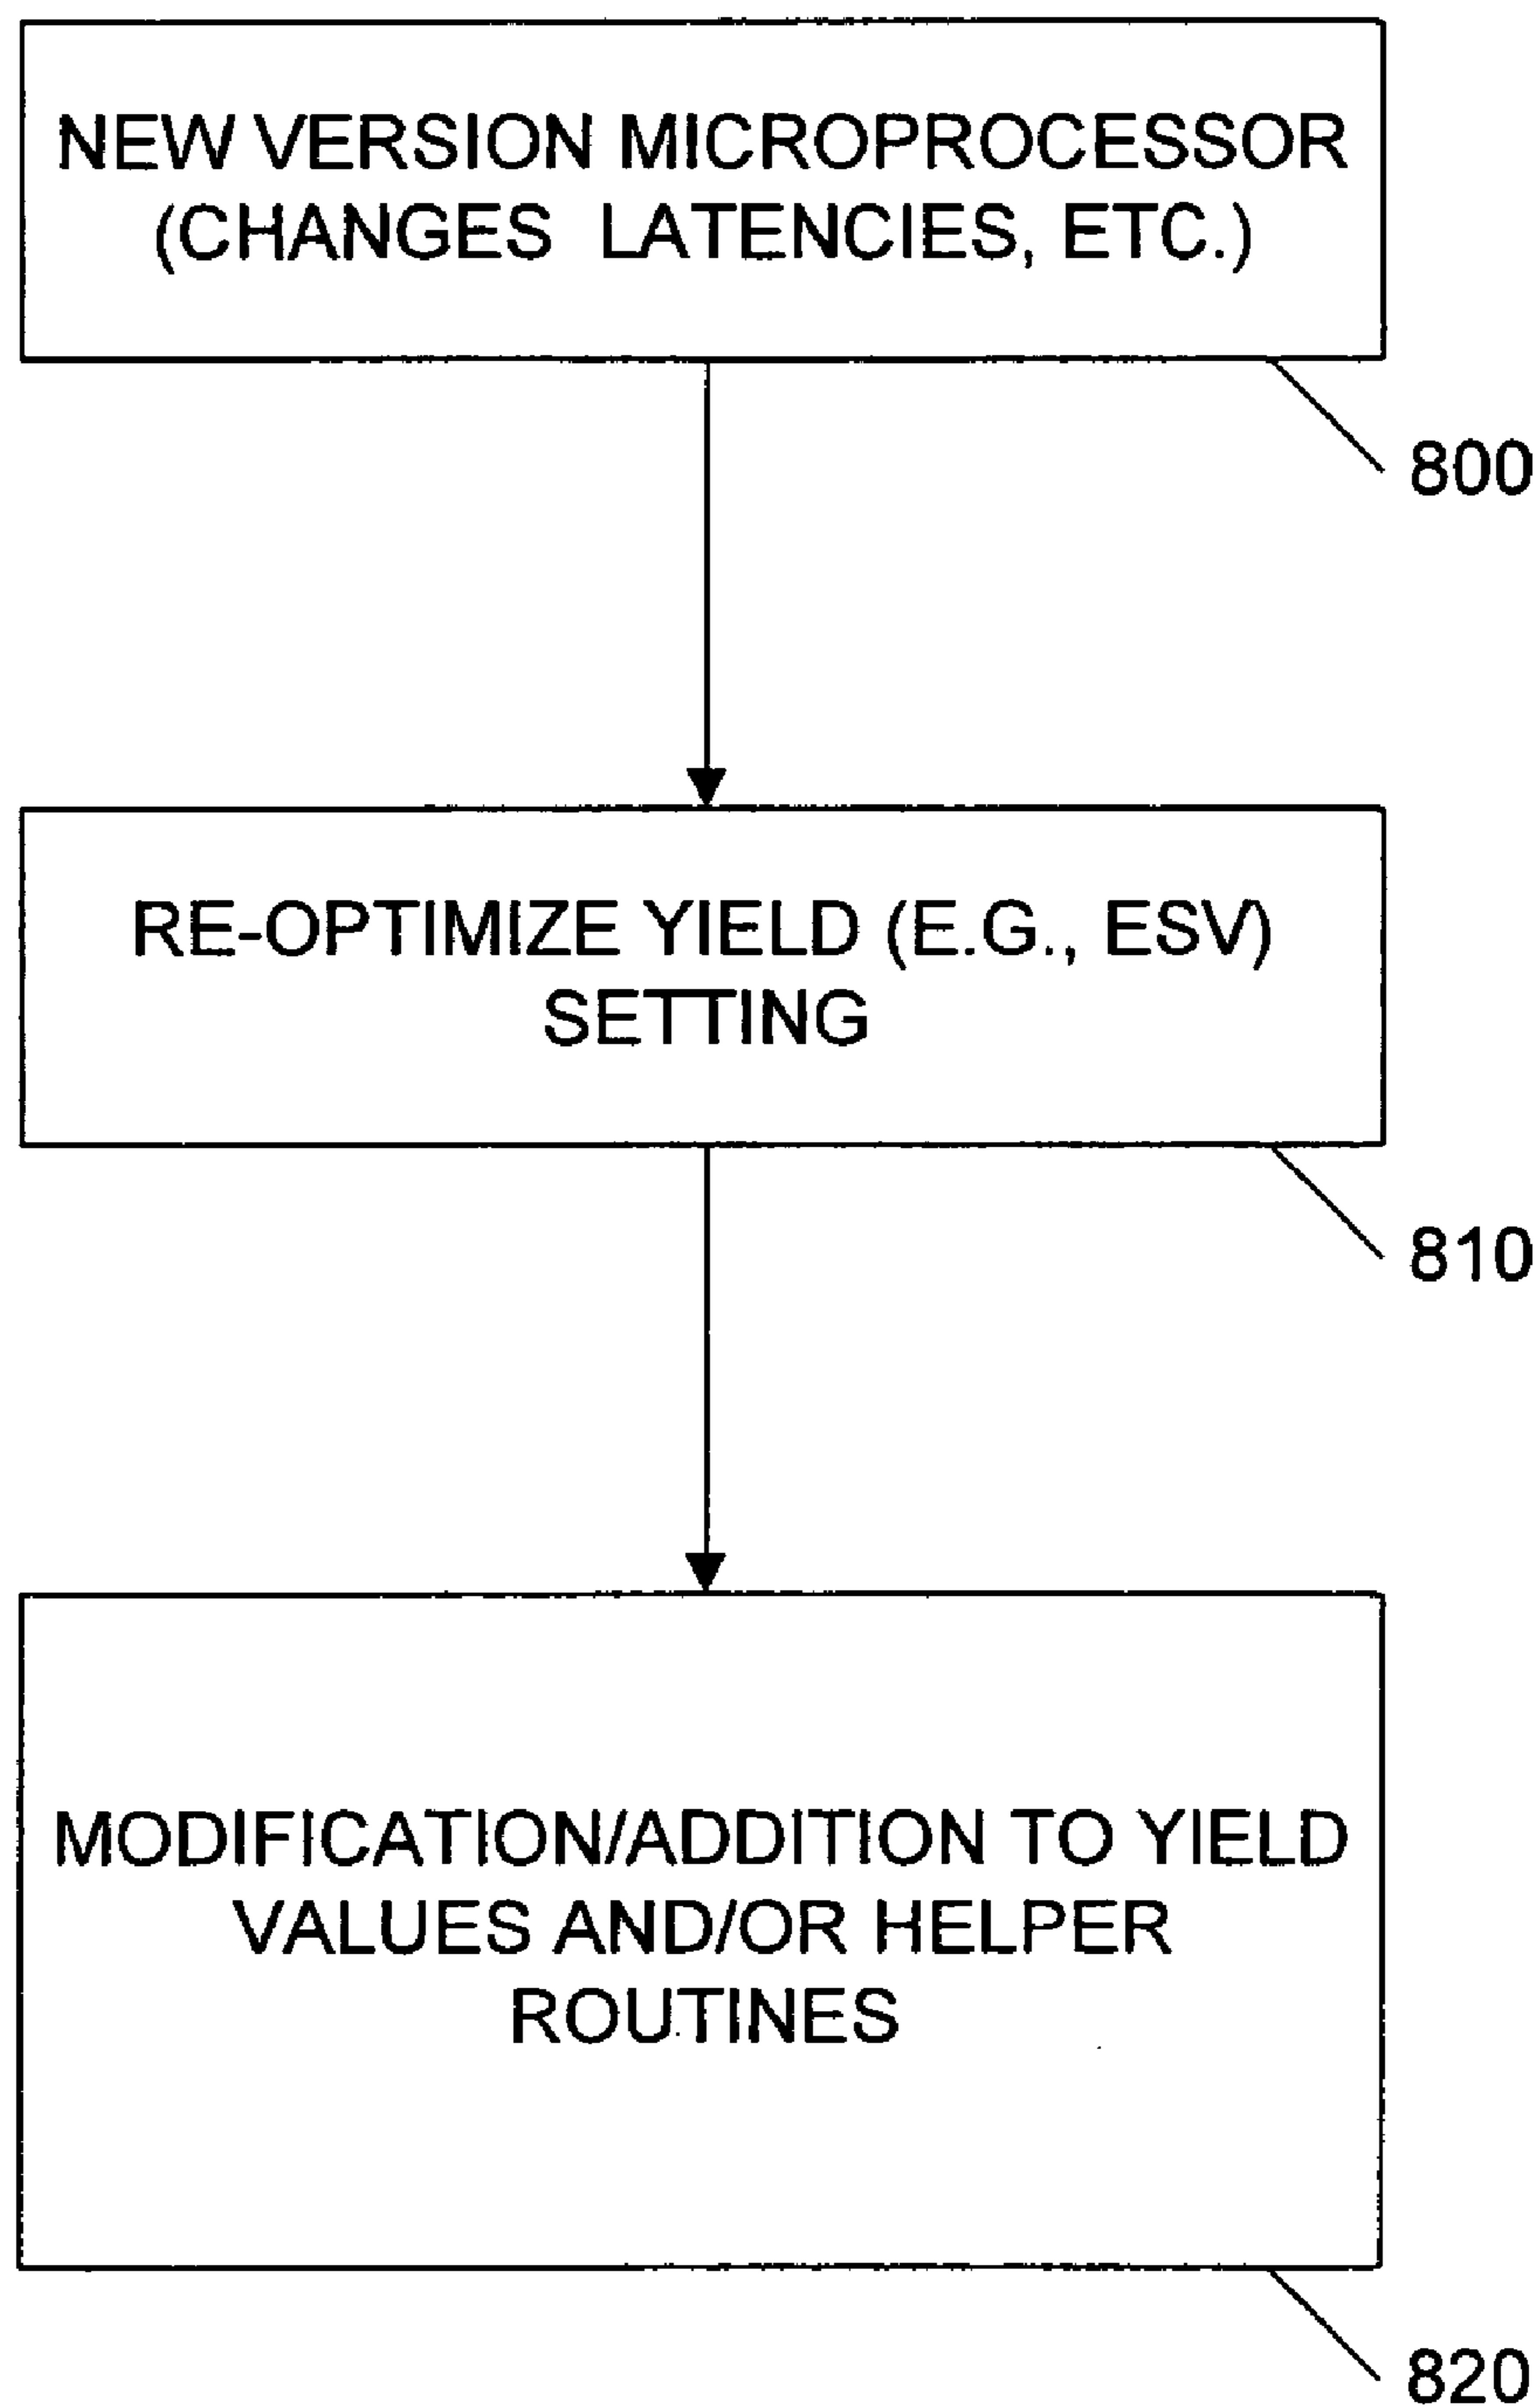 NEW VERSION MICROPROCESSOR
(CHANGES LATENCIES, ETC.)
800
RE-OPTIMIZE YIELD (E.G., ESV)
SETTING
810
MODIFICATION/ADDITION TO YIELD
VALUES AND/OR HELPER
ROUTINES
820